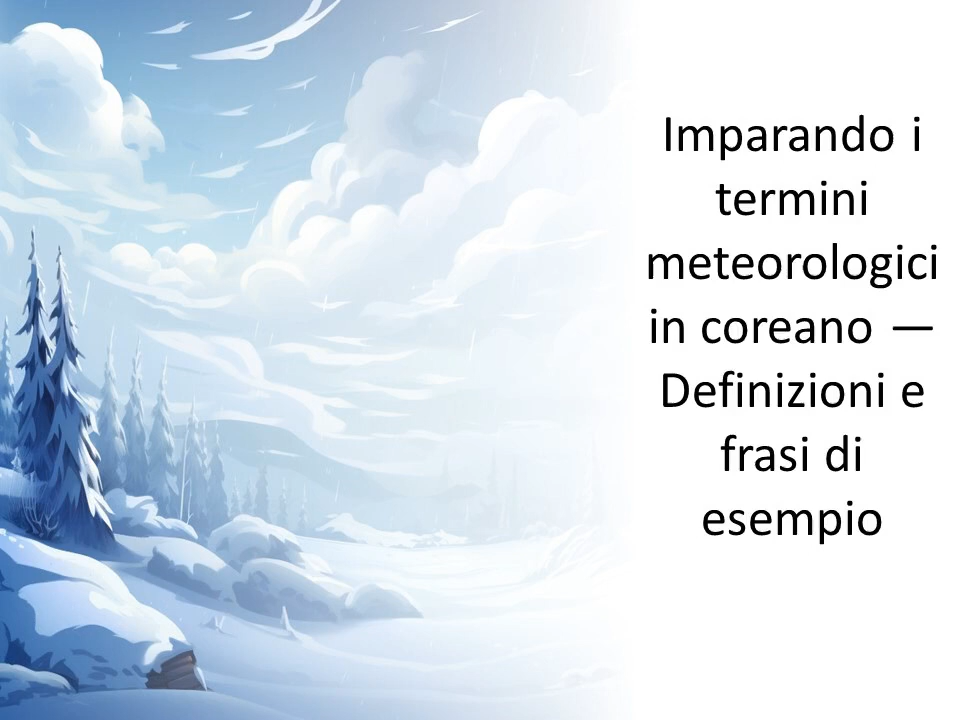 Imparando i
termini
meteorologici
in coreano —
Definizioni e
frasi di
esempio